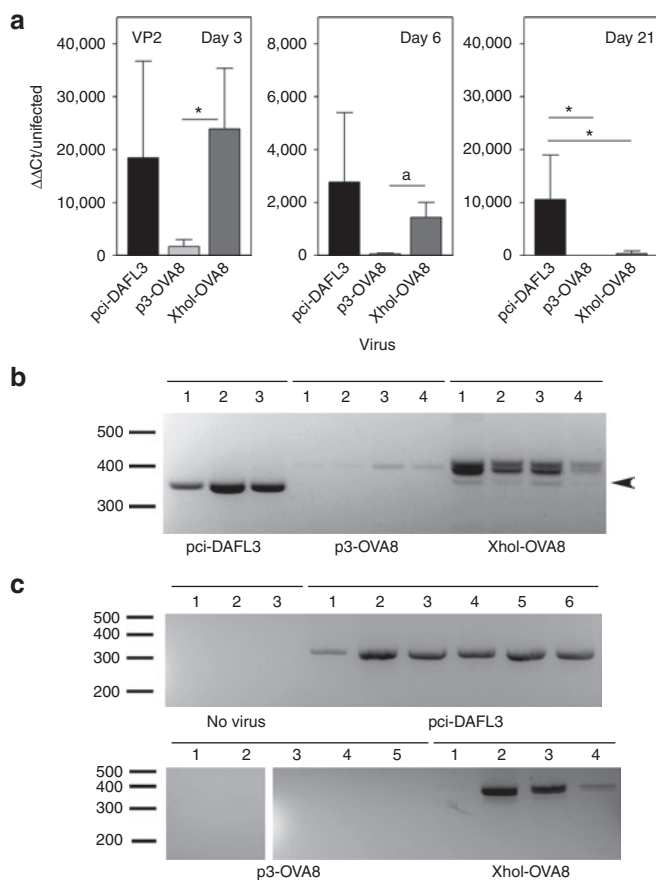 a
VP2 Day 3 Day 6 Day 21
40,000 8,000 40,000
30,000 6,000 30,000
20,000 4,000 20,000
10,000 2,000 10,000
0 0 0
* a * *
ΔΔCt/unifected
pci-DAFL3 p3-OVA8 XhoI-OVA8 pci-DAFL3 p3-OVA8 XhoI-OVA8 pci-DAFL3 p3-OVA8 XhoI-OVA8
Virus
b
1 2 3 1 2 3 4 1 2 3 4
500
400
300
pci-DAFL3 p3-OVA8 XhoI-OVA8
c
1 2 3 1 2 3 4 5 6
500
400
300
200
No virus pci-DAFL3
1 2 3 4 5 1 2 3 4
500
400
300
200
p3-OVA8 XhoI-OVA8